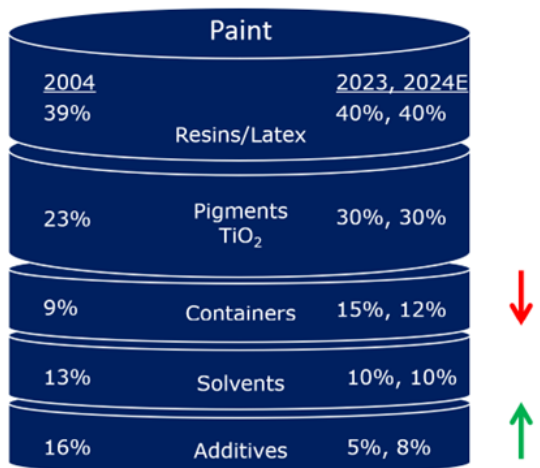 Paint
2004 2023, 2024E
39% 40%, 40%
Resins/Latex
23% Pigments 30%, 30%
TiO₂
9% Containers 15%, 12%
13% Solvents 10%, 10%
16% Additives 5%, 8%